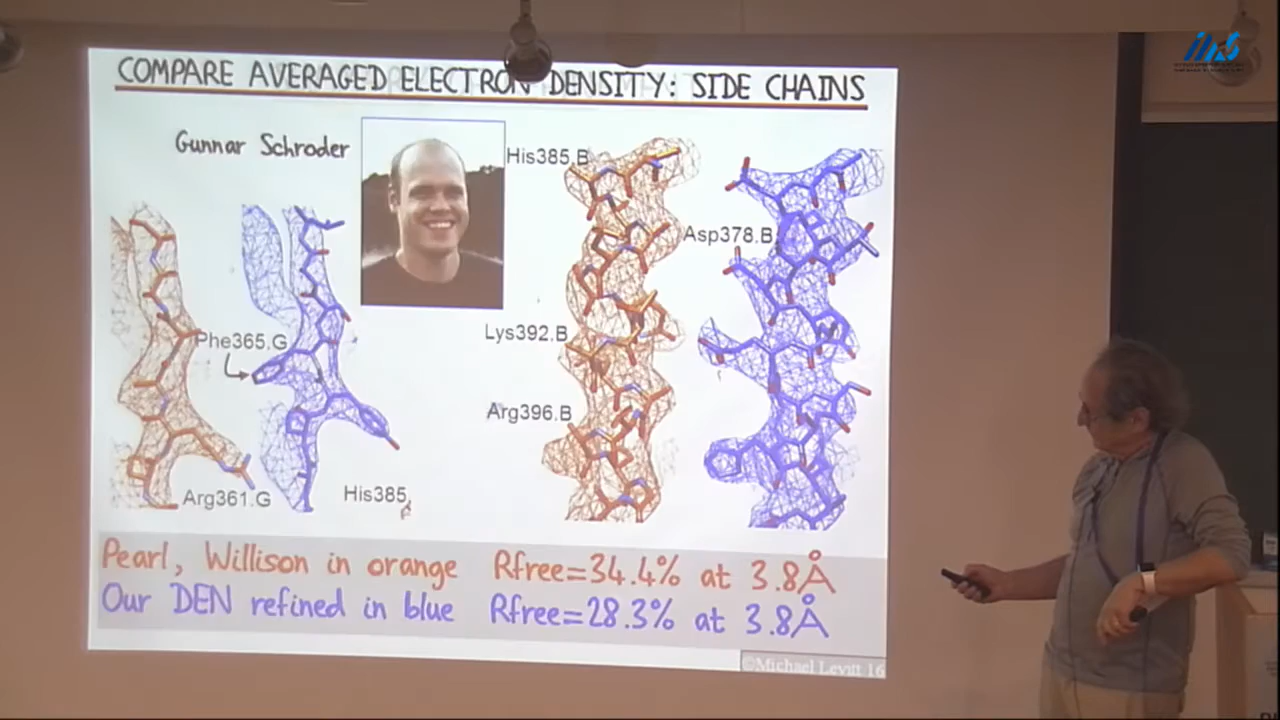 COMPARE AVERAGED ELECTRON DENSITY: SIDE CHAINS
Gunnar Schroder
His385.B
Asp378.B
Phe365.G
Lys392.B
Arg396.B
Arg361.G
His385
Pearl, Willison in orange Rfree=34.4% at 3.8Å
Our DEN refined in blue Rfree=28.3% at 3.8Å
©Michael Levitt 16